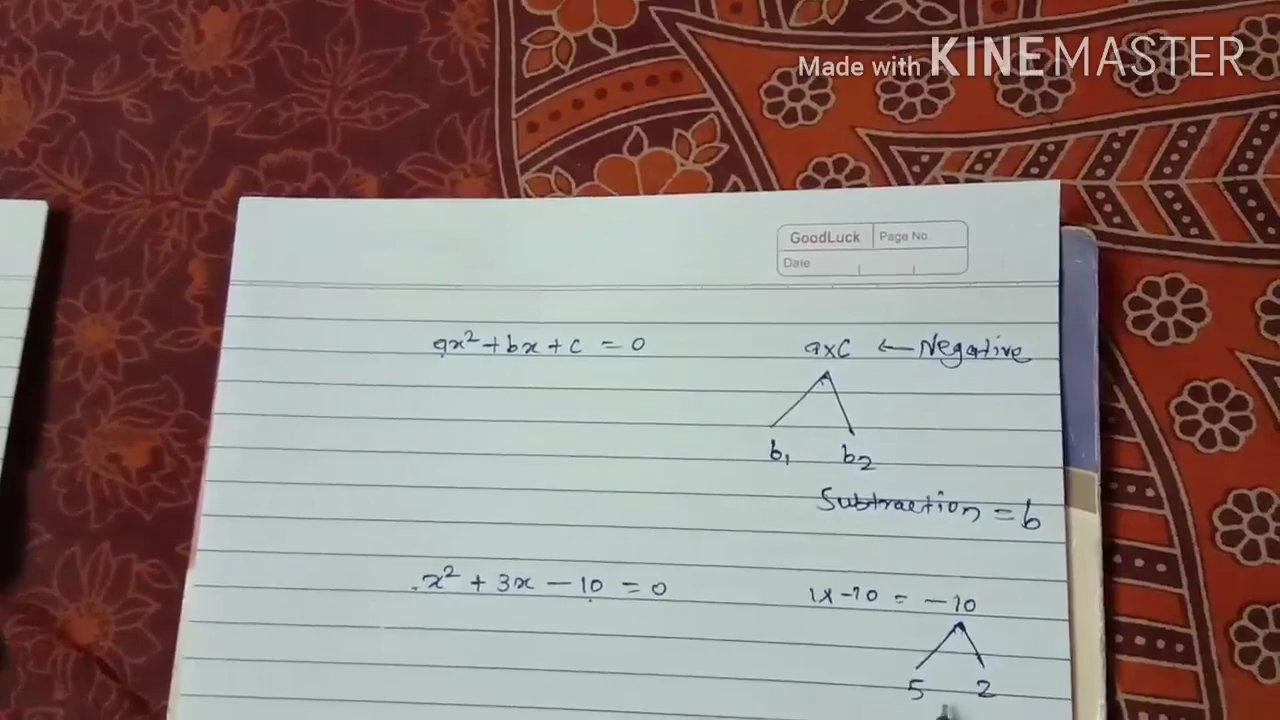 Made with KINEMASTER
GoodLuck Page No
Date
ax² + bx + c = 0 a×c ← Negative
b₁ b₂
Subtraction = b
x² + 3x - 10 = 0 1×-10 = -10
5 2